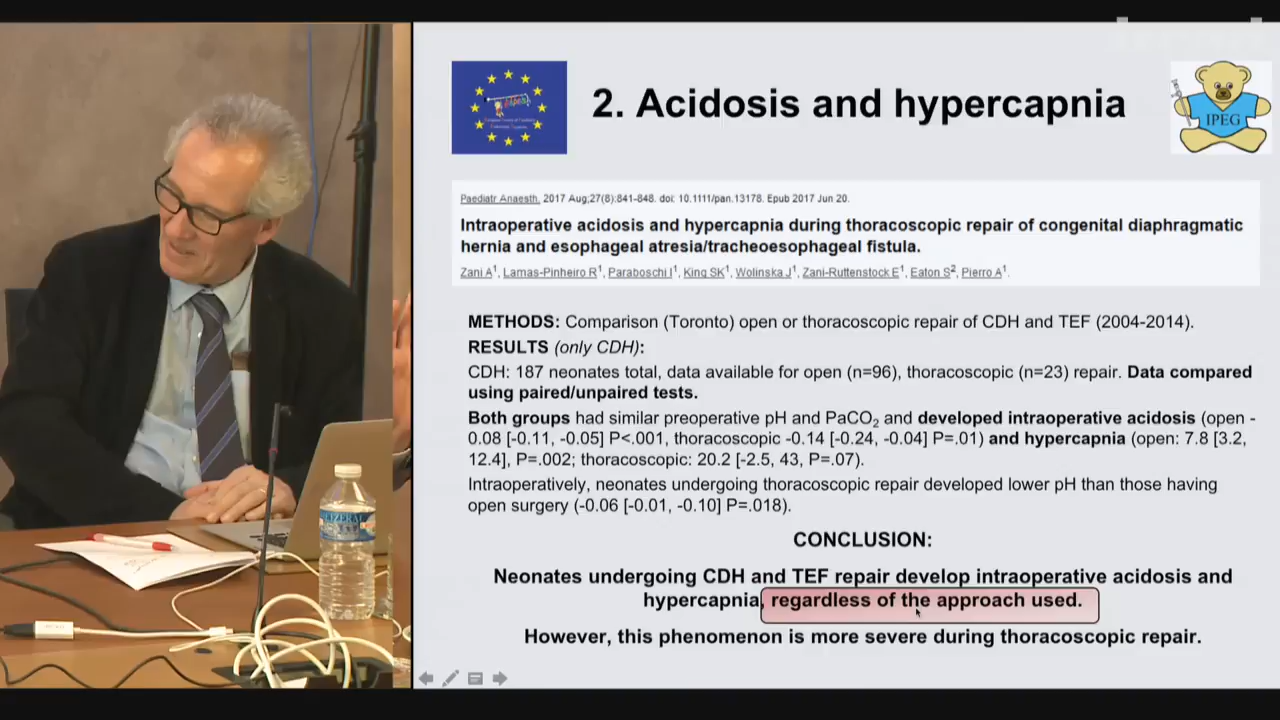 2. Acidosis and hypercapnia
IPEG
Paediatr Anaesth. 2017 Aug;27(8):841-848. doi: 10.1111/pan.13178. Epub 2017 Jun 20.
Intraoperative acidosis and hypercapnia during thoracoscopic repair of congenital diaphragmatic
hernia and esophageal atresia/tracheoesophageal fistula.
Zani A1, Lamas-Pinheiro R1, Paraboschi I1, King SK1, Wolinska J1, Zani-Ruttenstock E1, Eaton S2, Pierro A1.
METHODS: Comparison (Toronto) open or thoracoscopic repair of CDH and TEF (2004-2014).
RESULTS (only CDH):
CDH: 187 neonates total, data available for open (n=96), thoracoscopic (n=23) repair. Data compared
using paired/unpaired tests.
Both groups had similar preoperative pH and PaCO2 and developed intraoperative acidosis (open -
0.08 [-0.11, -0.05] P<.001, thoracoscopic -0.14 [-0.24, -0.04] P=.01) and hypercapnia (open: 7.8 [3.2,
12.4], P=.002; thoracoscopic: 20.2 [-2.5, 43, P=.07).
Intraoperatively, neonates undergoing thoracoscopic repair developed lower pH than those having
open surgery (-0.06 [-0.01, -0.10] P=.018).
CONCLUSION:
Neonates undergoing CDH and TEF repair develop intraoperative acidosis and
hypercapnia, regardless of the approach used.
However, this phenomenon is more severe during thoracoscopic repair.